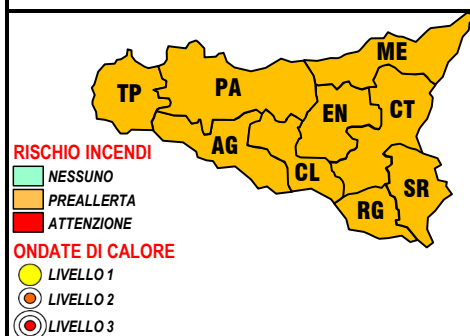 ME
TP
PA
EN
CT
AG
CL
SR
RG
RISCHIO INCENDI
NESSUNO
PREALLERTA
ATTENZIONE
ONDATE DI CALORE
LIVELLO 1
LIVELLO 2
LIVELLO 3